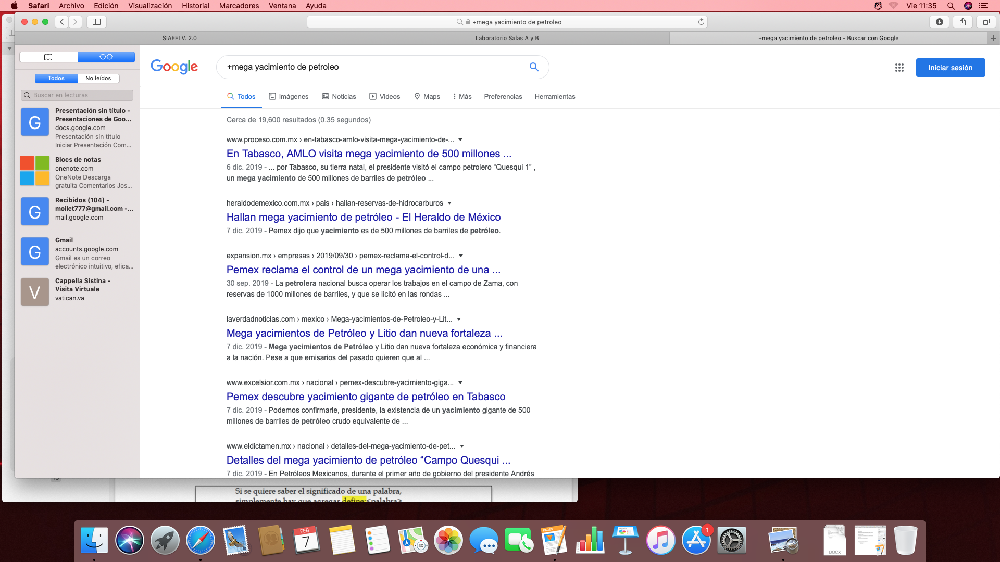 Safari Archivo Edición Visualización Historial Marcadores Ventana Ayuda Vie 11:35
+mega yacimiento de petroleo
SIAEFI V. 2.0 Laboratorio Salas A y B +mega yacimiento de petroleo - Buscar con Google
Todos No leídos
Buscar en lecturas
Presentación sin título -
Presentaciones de Goo...
docs.google.com
Presentación sin título
Iniciar Presentación Com...
Blocs de notas
onenote.com
OneNote Descarga
gratuita Comentarios Jos...
Recibidos (104) -
moilet777@gmail.com -...
mail.google.com
Gmail
accounts.google.com
Gmail es un correo
electrónico intuitivo, efica...
Cappella Sistina -
Visita Virtuale
vatican.va
G
G
G
V
Google
+mega yacimiento de petroleo
Iniciar sesión
Todos Imágenes Noticias Videos Maps Más Preferencias Herramientas
Cerca de 19,600 resultados (0.35 segundos)
www.proceso.com.mx › en-tabasco-amlo-visita-mega-yacimiento-de-...
En Tabasco, AMLO visita mega yacimiento de 500 millones ...
6 dic. 2019 - ... por Tabasco, su tierra natal, el presidente visitó el campo petrolero “Quesqui 1” ,
un mega yacimiento de 500 millones de barriles de petróleo ...
heraldodemexico.com.mx › pais › hallan-reservas-de-hidrocarburos
Hallan mega yacimiento de petróleo - El Heraldo de México
7 dic. 2019 - Pemex dijo que yacimiento es de 500 millones de barriles de petróleo.
expansion.mx › empresas › 2019/09/30 › pemex-reclama-el-control-d...
Pemex reclama el control de un mega yacimiento de una ...
30 sep. 2019 - La petrolera nacional busca operar los trabajos en el campo de Zama, con
reservas de 1000 millones de barriles, y que se licitó en las rondas ...
laverdadnoticias.com › mexico › Mega-yacimientos-de-Petroleo-y-Lit...
Mega yacimientos de Petróleo y Litio dan nueva fortaleza ...
7 dic. 2019 - Mega yacimientos de Petróleo y Litio dan nueva fortaleza económica y financiera
a la nación. Pese a que emisarios del pasado quieren que al ...
www.excelsior.com.mx › nacional › pemex-descubre-yacimiento-giga...
Pemex descubre yacimiento gigante de petróleo en Tabasco
7 dic. 2019 - Podemos confirmarle, presidente, la existencia de un yacimiento gigante de 500
millones de barriles de petróleo crudo equivalente de ...
www.eldictamen.mx › nacional › detalles-del-mega-yacimiento-de-pet...
Detalles del mega yacimiento de petróleo “Campo Quesqui ...
7 dic. 2019 - En Petróleos Mexicanos, durante el primer año de gobierno del presidente Andrés
Si se quiere saber el significado de una palabra,
simplemente hay que agregar define:<palabra>
FEB
7
3D
PAGES
1
DOCX